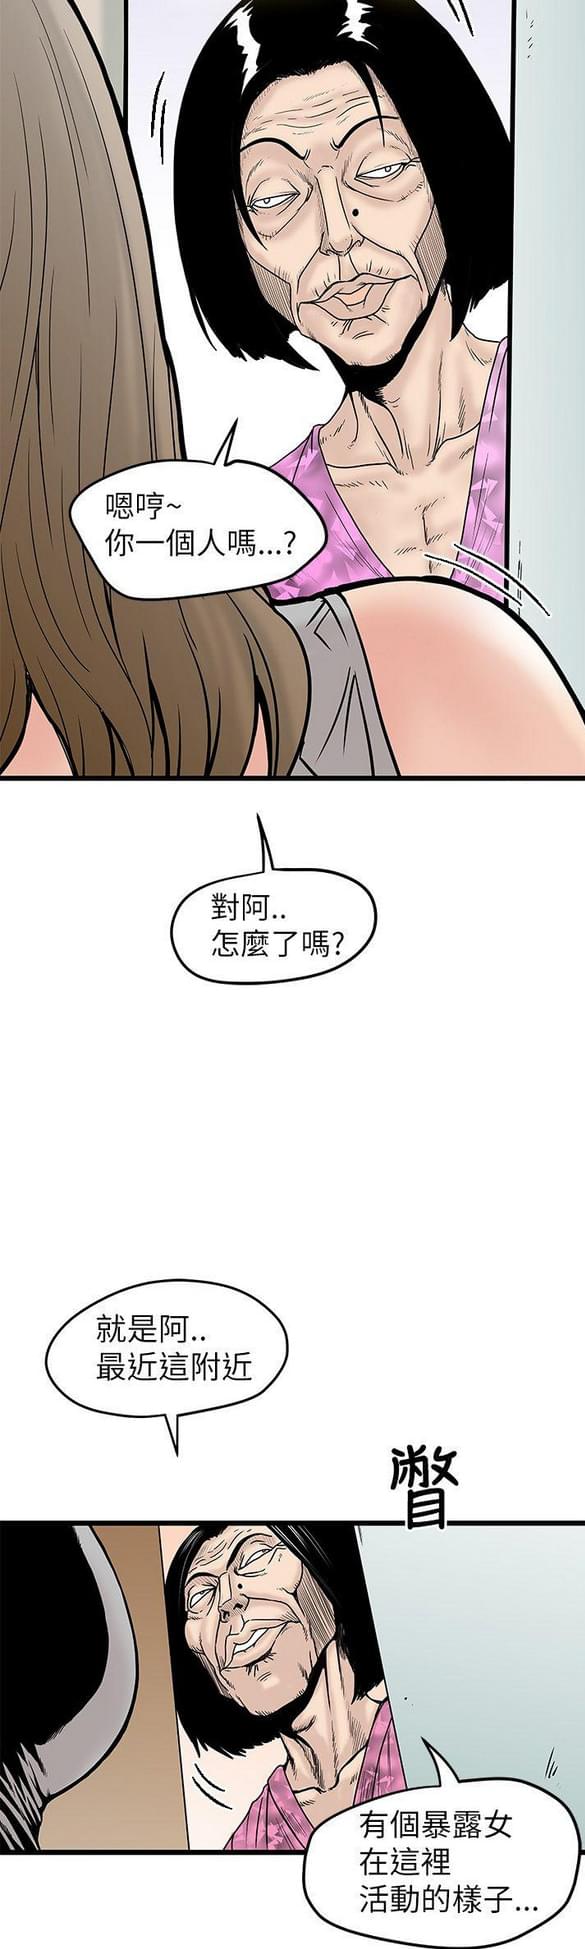 嗯哼~
你一個人嗎...?
對阿..
怎麼了嗎?
就是阿..
最近這附近
瞥
有個暴露女
在這裡
活動的樣子...